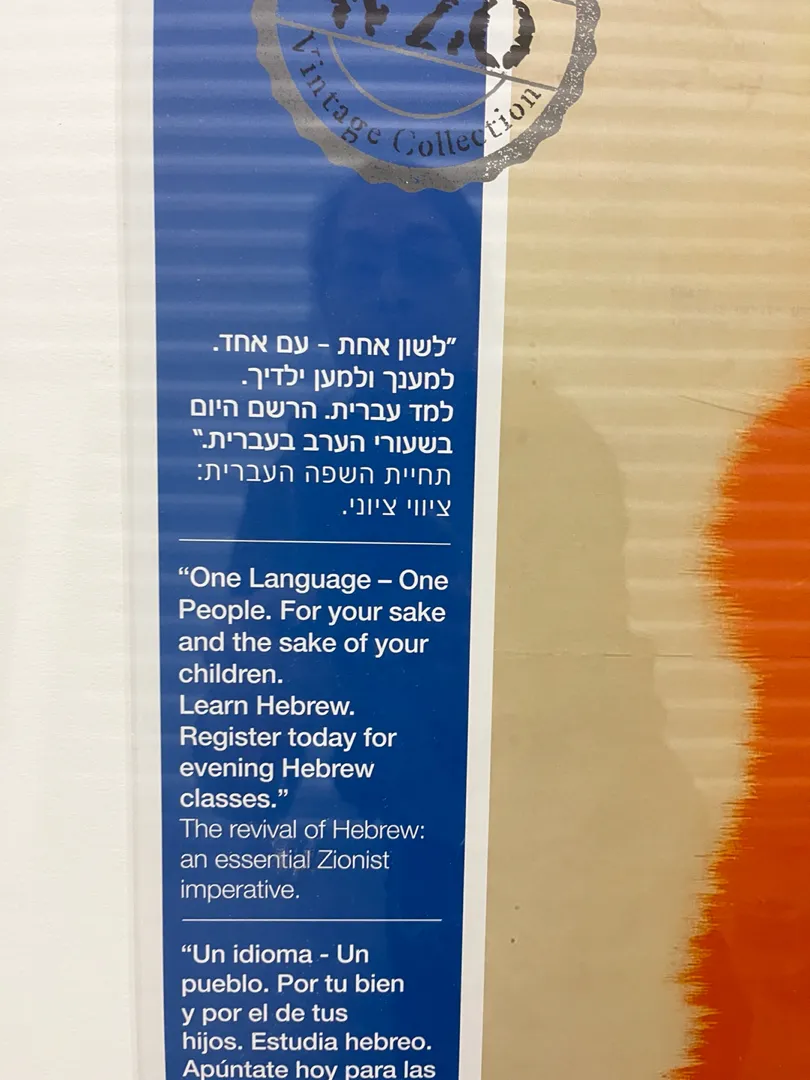 Vintage Collection
"לשון אחת – עם אחד.
למענך ולמען ילדיך.
למד עברית. הרשם היום
בשעורי הערב בעברית."
תחיית השפה העברית:
ציווי ציוני.
“One Language – One
People. For your sake
and the sake of your
children.
Learn Hebrew.
Register today for
evening Hebrew
classes.”
The revival of Hebrew:
an essential Zionist
imperative.
“Un idioma - Un
pueblo. Por tu bien
y por el de tus
hijos. Estudia hebreo.
Apúntate hoy para las